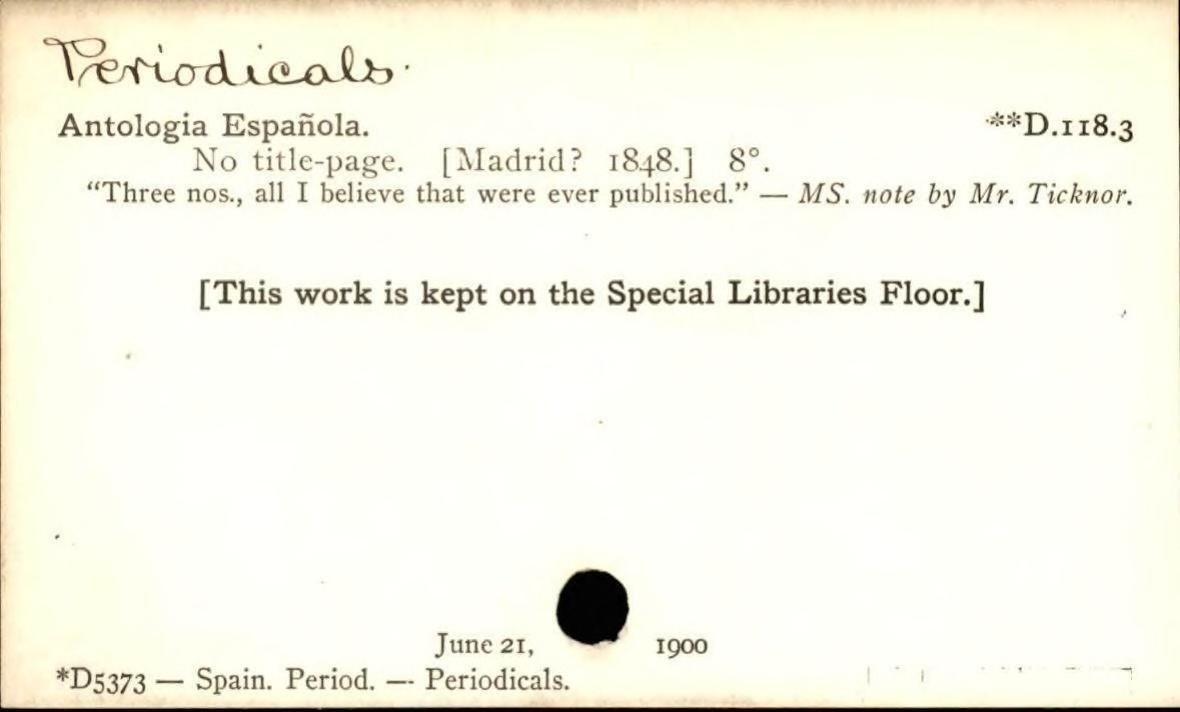 Periodicals.
Antologia Española. **D.118.3
No title-page. [Madrid? 1848.] 8°.
"Three nos., all I believe that were ever published." — MS. note by Mr. Ticknor.
[This work is kept on the Special Libraries Floor.]
June 21, 1900
*D5373 — Spain. Period. — Periodicals.